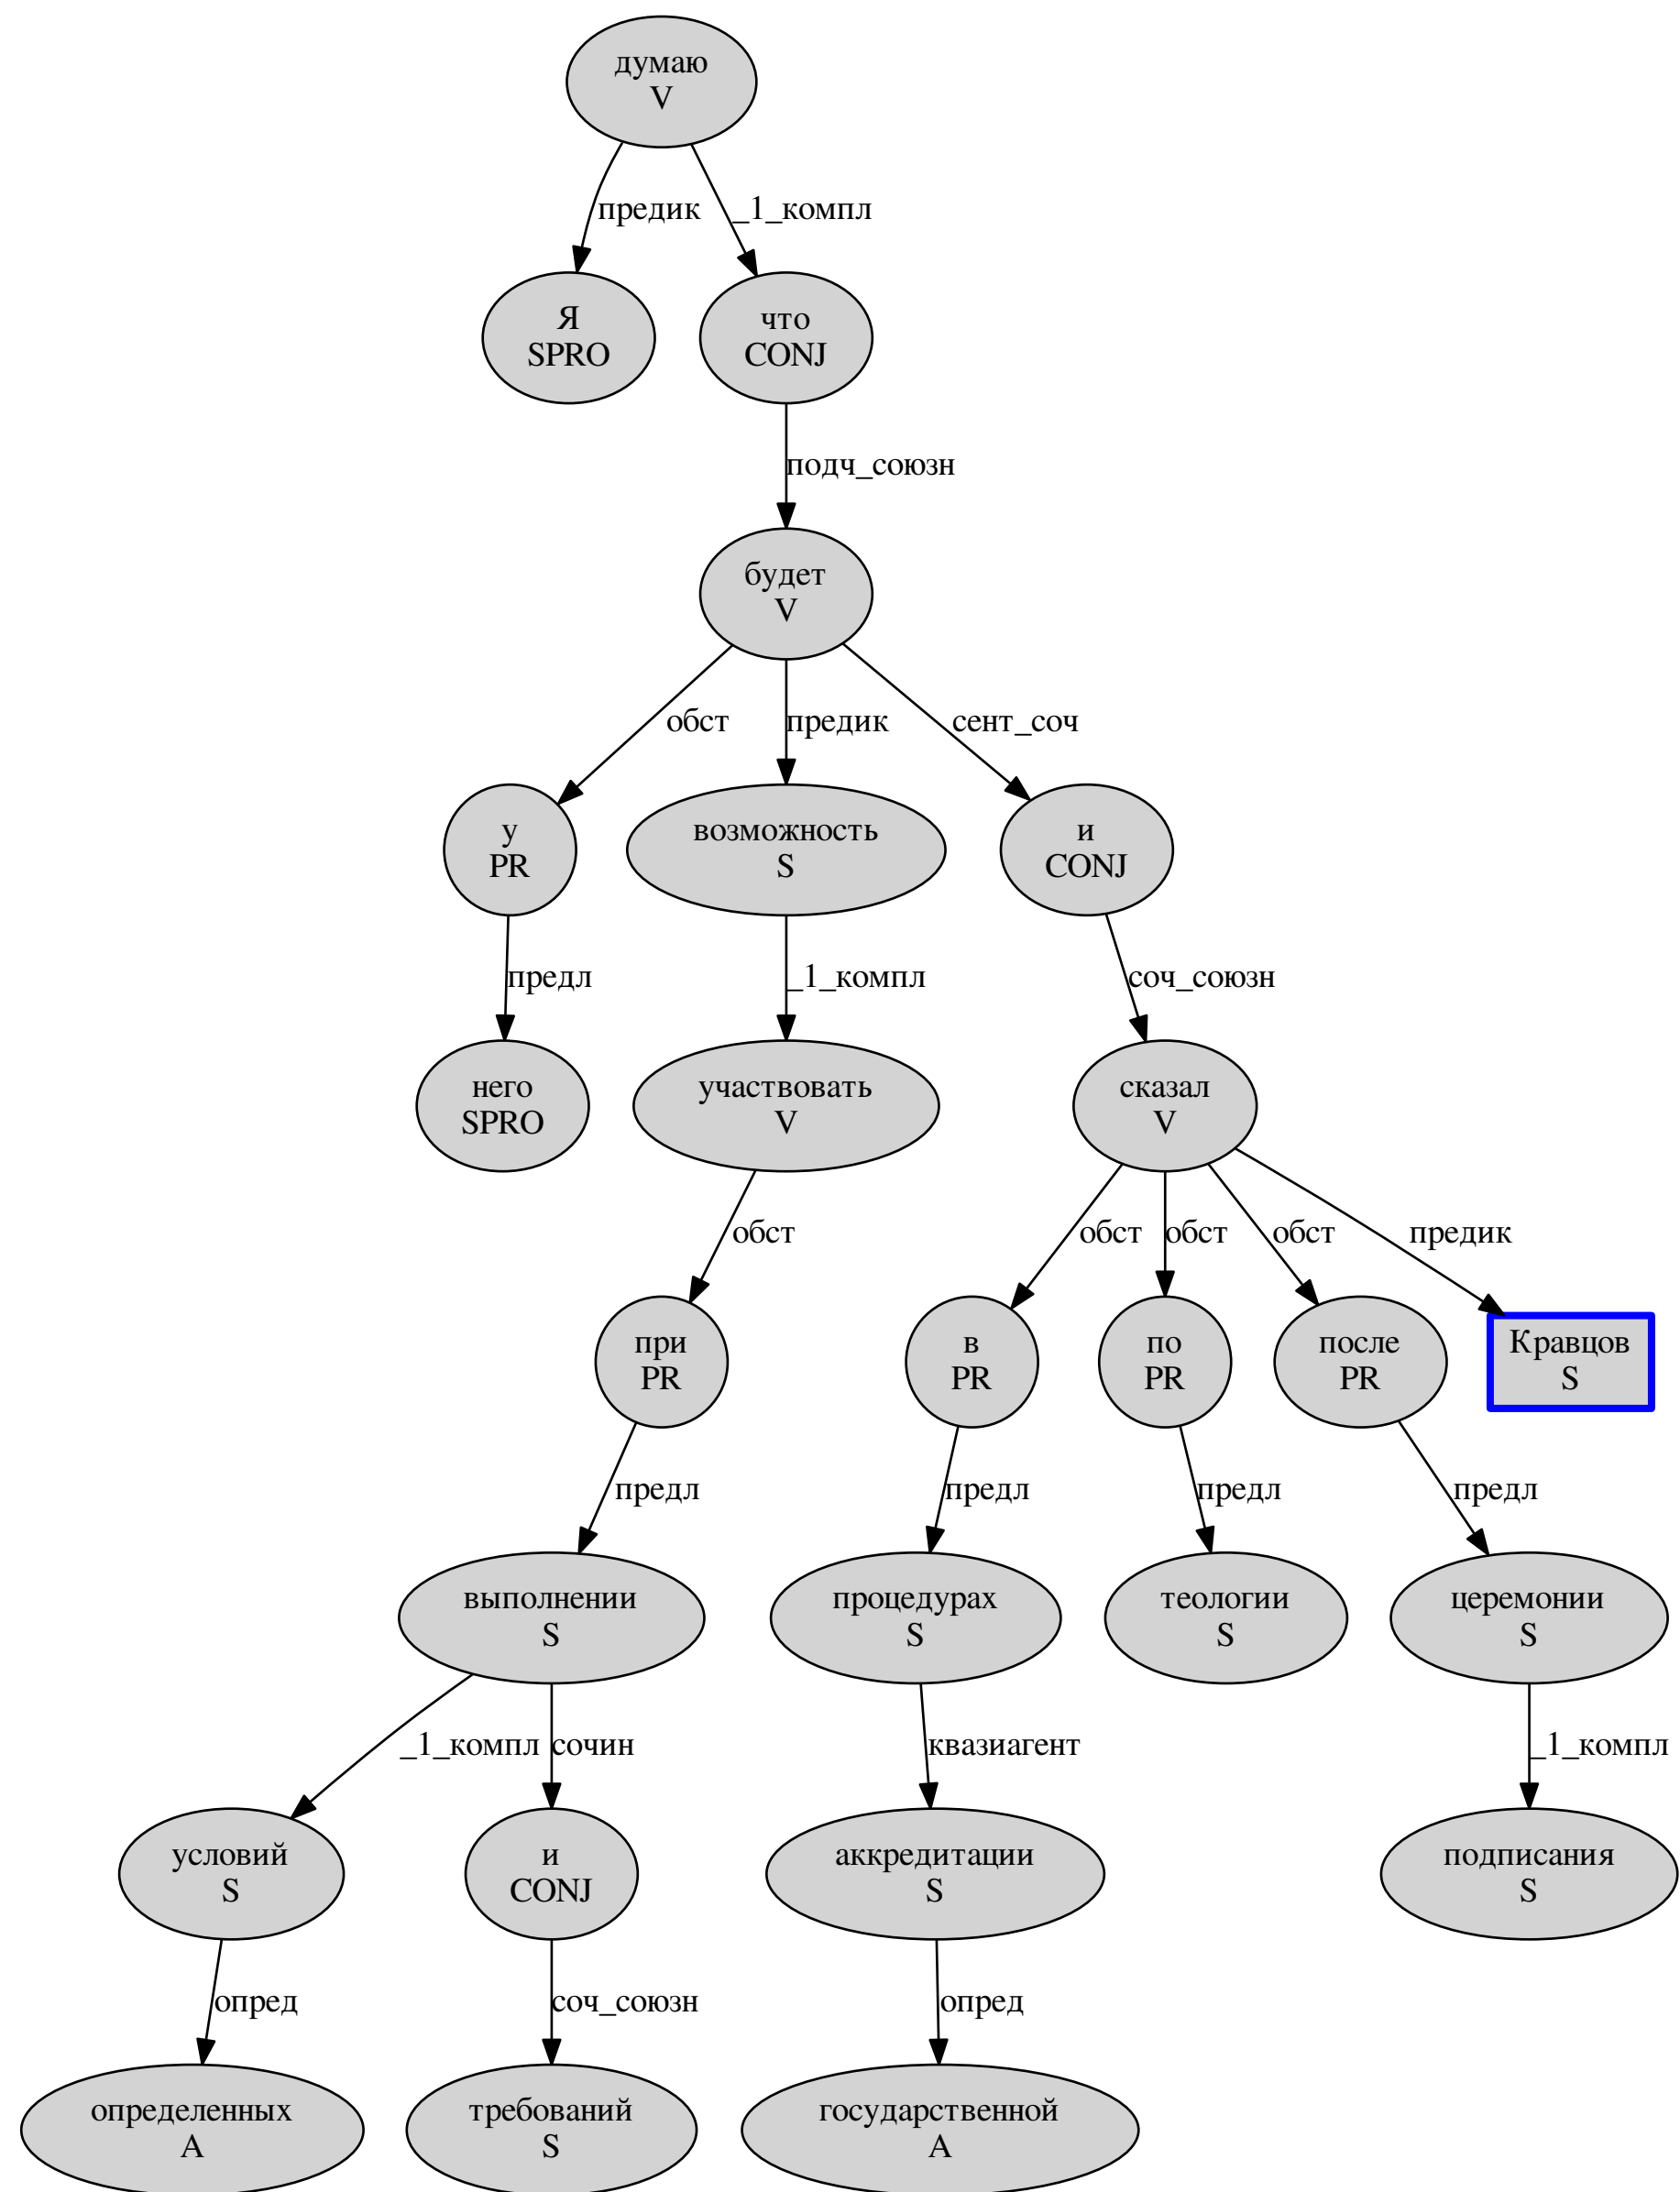 думаю
V
предик
_1_компл
Я
SPRO
что
CONJ
подч_союзн
будет
V
обст
предик
сент_соч
у
PR
возможность
S
и
CONJ
предл
_1_компл
соч_союзн
него
SPRO
участвовать
V
сказал
V
обст
обст
обст
обст
предик
при
PR
в
PR
по
PR
после
PR
Кравцов
S
предл
предл
предл
предл
выполнении
S
процедурах
S
теологии
S
церемонии
S
_1_компл
сочин
квазиагент
_1_компл
условий
S
и
CONJ
аккредитации
S
подписания
S
опред
соч_союзн
опред
определенных
A
требований
S
государственной
A